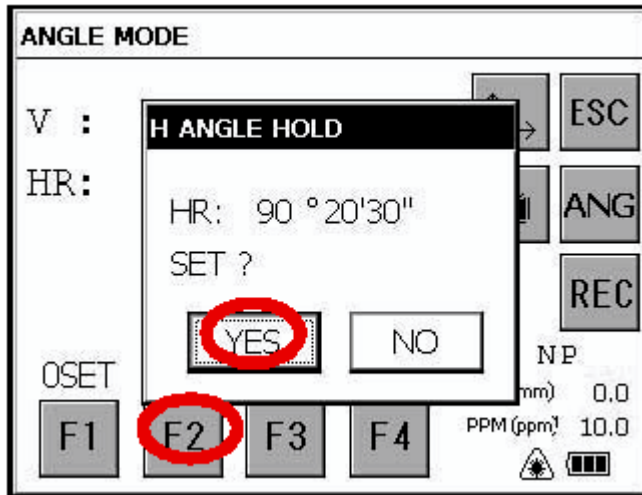 ANGLE MODE
V :
HR:
H ANGLE HOLD
HR: 90 °20'30"
SET ?
YES
NO
ESC
ANG
REC
NP
mm) 0.0
PPM (ppm) 10.0
0SET
F1
F2
F3
F4